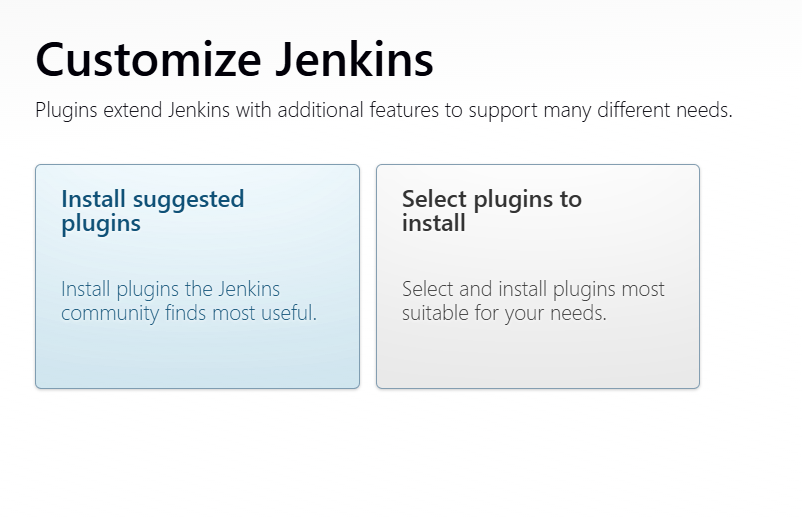 Customize Jenkins
Plugins extend Jenkins with additional features to support many different needs.
Install suggested
plugins
Install plugins the Jenkins
community finds most useful.
Select plugins to
install
Select and install plugins most
suitable for your needs.